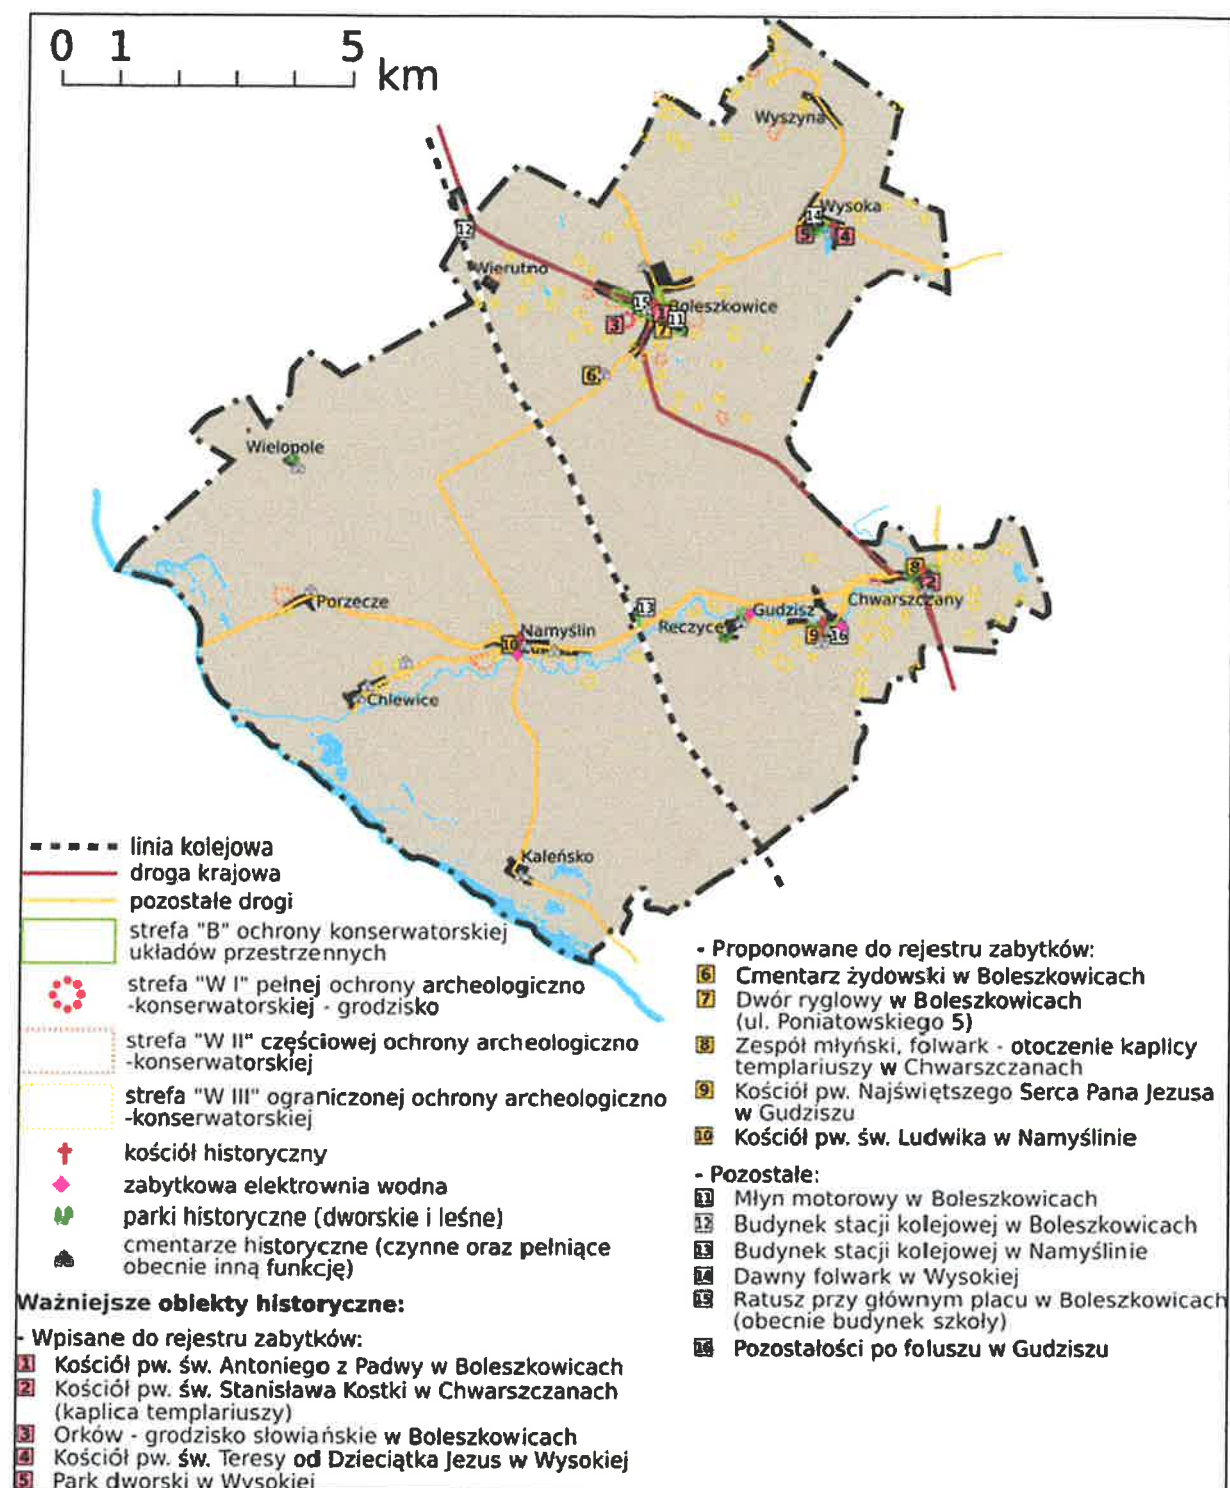 0 1 5
km
Wyszyna
Wysoka
14
5 4
12
Wierutno
15
Boleszkowice
1
11
3
7
6
Wielopole
8
2
Porzecze
13
Gudzisz
Chwarszczany
Namyślin
Reczyce
10
9 16
Chlewice
Kaleńsko
linia kolejowa
droga krajowa
pozostałe drogi
strefa "B" ochrony konserwatorskiej
układów przestrzennych
strefa "W I" pełnej ochrony archeologiczno
-konserwatorskiej - grodzisko
strefa "W II" częściowej ochrony archeologiczno
-konserwatorskiej
strefa "W III" ograniczonej ochrony archeologiczno
-konserwatorskiej
kościół historyczny
zabytkowa elektrownia wodna
parki historyczne (dworskie i leśne)
cmentarze historyczne (czynne oraz pełniące
obecnie inną funkcję)
Ważniejsze obiekty historyczne:
- Wpisane do rejestru zabytków:
1 Kościół pw. św. Antoniego z Padwy w Boleszkowicach
2 Kościół pw. św. Stanisława Kostki w Chwarszczanach
(kaplica templariuszy)
3 Orków - grodzisko słowiańskie w Boleszkowicach
4 Kościół pw. św. Teresy od Dzieciątka Jezus w Wysokiej
5 Park dworski w Wysokiej
- Proponowane do rejestru zabytków:
6 Cmentarz żydowski w Boleszkowicach
7 Dwór ryglowy w Boleszkowicach
(ul. Poniatowskiego 5)
8 Zespół młyński, folwark - otoczenie kaplicy
templariuszy w Chwarszczanach
9 Kościół pw. Najświętszego Serca Pana Jezusa
w Gudziszu
10 Kościół pw. św. Ludwika w Namyślinie
- Pozostałe:
11 Młyn motorowy w Boleszkowicach
12 Budynek stacji kolejowej w Boleszkowicach
13 Budynek stacji kolejowej w Namyślinie
14 Dawny folwark w Wysokiej
15 Ratusz przy głównym placu w Boleszkowicach
(obecnie budynek szkoły)
16 Pozostałości po foluszu w Gudziszu